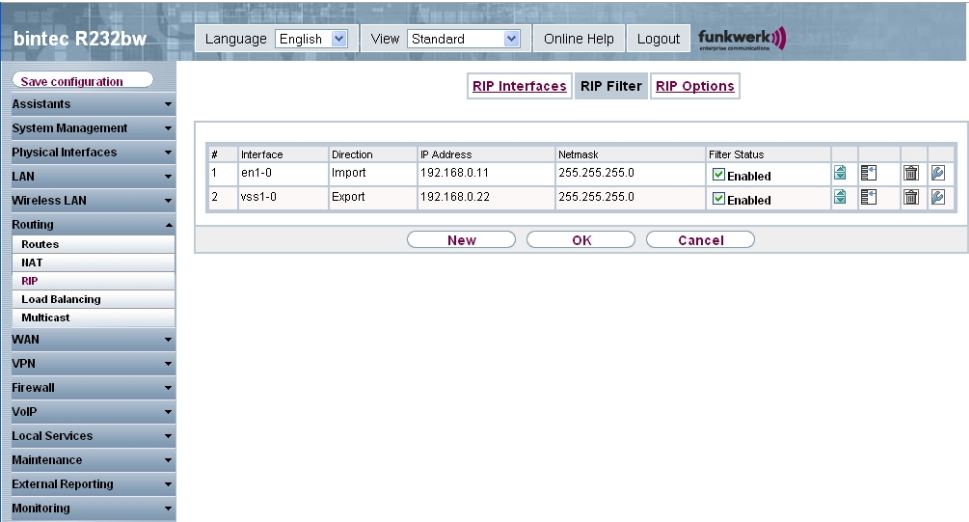 bintec R232bw
Language English View Standard Online Help Logout funkwerk
enterprise communications
Save configuration
Assistants
System Management
Physical Interfaces
LAN
Wireless LAN
Routing
Routes
NAT
RIP
Load Balancing
Multicast
WAN
VPN
Firewall
VoIP
Local Services
Maintenance
External Reporting
Monitoring
RIP Interfaces RIP Filter RIP Options
# Interface Direction IP Address Netmask Filter Status
1 en1-0 Import 192.168.0.11 255.255.255.0 Enabled
2 vss1-0 Export 192.168.0.22 255.255.255.0 Enabled
New OK Cancel